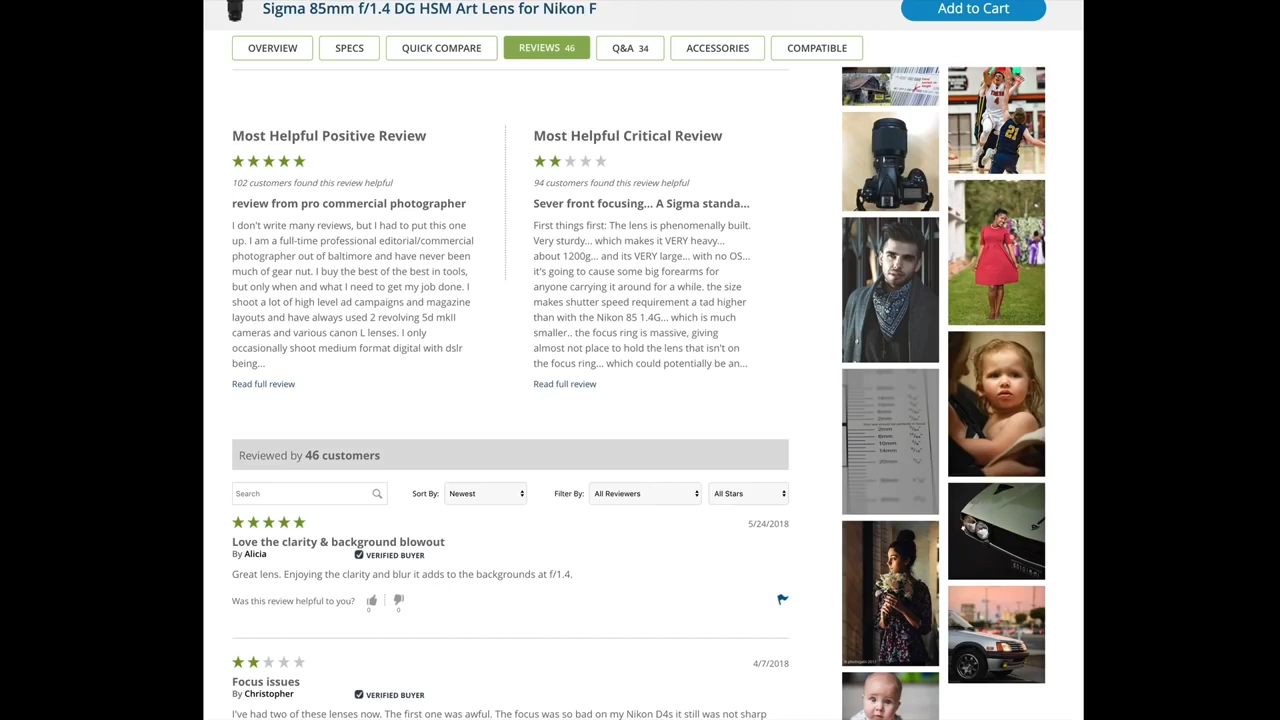 Sigma 85mm f/1.4 DG HSM Art Lens for Nikon F
Add to Cart
OVERVIEW
SPECS
QUICK COMPARE
REVIEWS 46
Q&A 34
ACCESSORIES
COMPATIBLE
Most Helpful Positive Review
102 customers found this review helpful
review from pro commercial photographer
I don't write many reviews, but I had to put this one
up. I am a full-time professional editorial/commercial
photographer out of baltimore and have never been
much of gear nut. I buy the best of the best in tools,
but only when and what I need to get my job done. I
shoot a lot of high level ad campaigns and magazine
layouts and have always used 2 revolving 5d mkII
cameras and various canon L lenses. I only
occasionally shoot medium format digital with dslr
being...
Read full review
Most Helpful Critical Review
94 customers found this review helpful
Sever front focusing... A Sigma standa...
First things first: The lens is phenomenally built.
Very sturdy... which makes it VERY heavy...
about 1200g... and its VERY large... with no OS...
it's going to cause some big forearms for
anyone carrying it around for a while. the size
makes shutter speed requirement a tad higher
than with the Nikon 85 1.4G... which is much
smaller.. the focus ring is massive, giving
almost not place to hold the lens that isn't on
the focus ring... which could potentially be an...
Read full review
Reviewed by 46 customers
Search
Sort By:
Newest
Filter By:
All Reviewers
All Stars
5/24/2018
Love the clarity & background blowout
By Alicia
VERIFIED BUYER
Great lens. Enjoying the clarity and blur it adds to the backgrounds at f/1.4.
Was this review helpful to you?
0
0
4/7/2018
Focus issues
By Christopher
VERIFIED BUYER
I've had two of these lenses now. The first one was awful. The focus was so bad on my Nikon D4s it still was not sharp
4
21